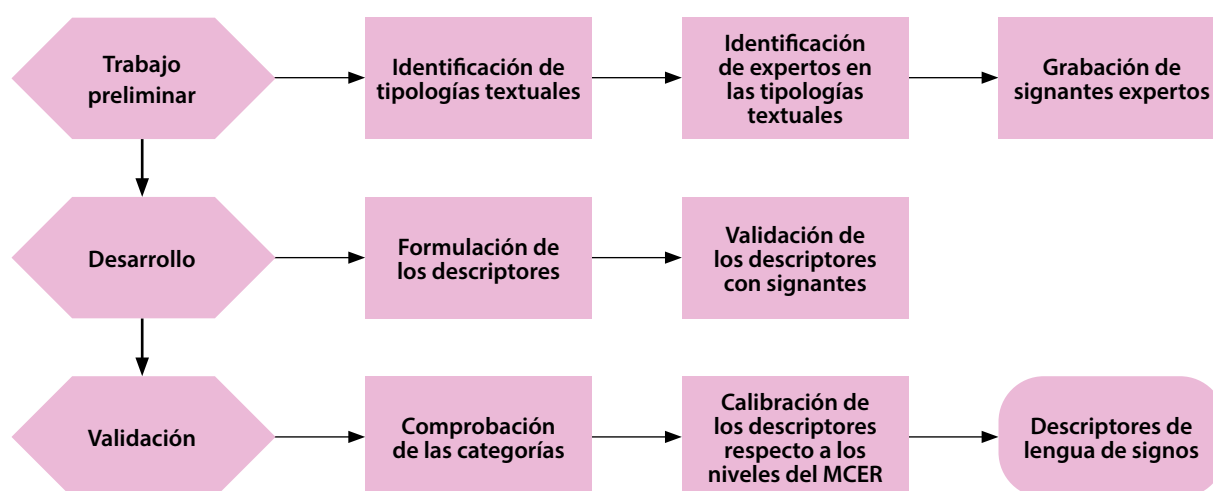 Trabajo
preliminar
Identificación de
tipologías textuales
Identificación
de expertos en
las tipologías
textuales
Grabación de
signantes expertos
Desarrollo
Formulación de
los descriptores
Validación de
los descriptores
con signantes
Validación
Comprobación
de las categorías
Calibración de
los descriptores
respecto a los
niveles del MCER
Descriptores de
lengua de signos